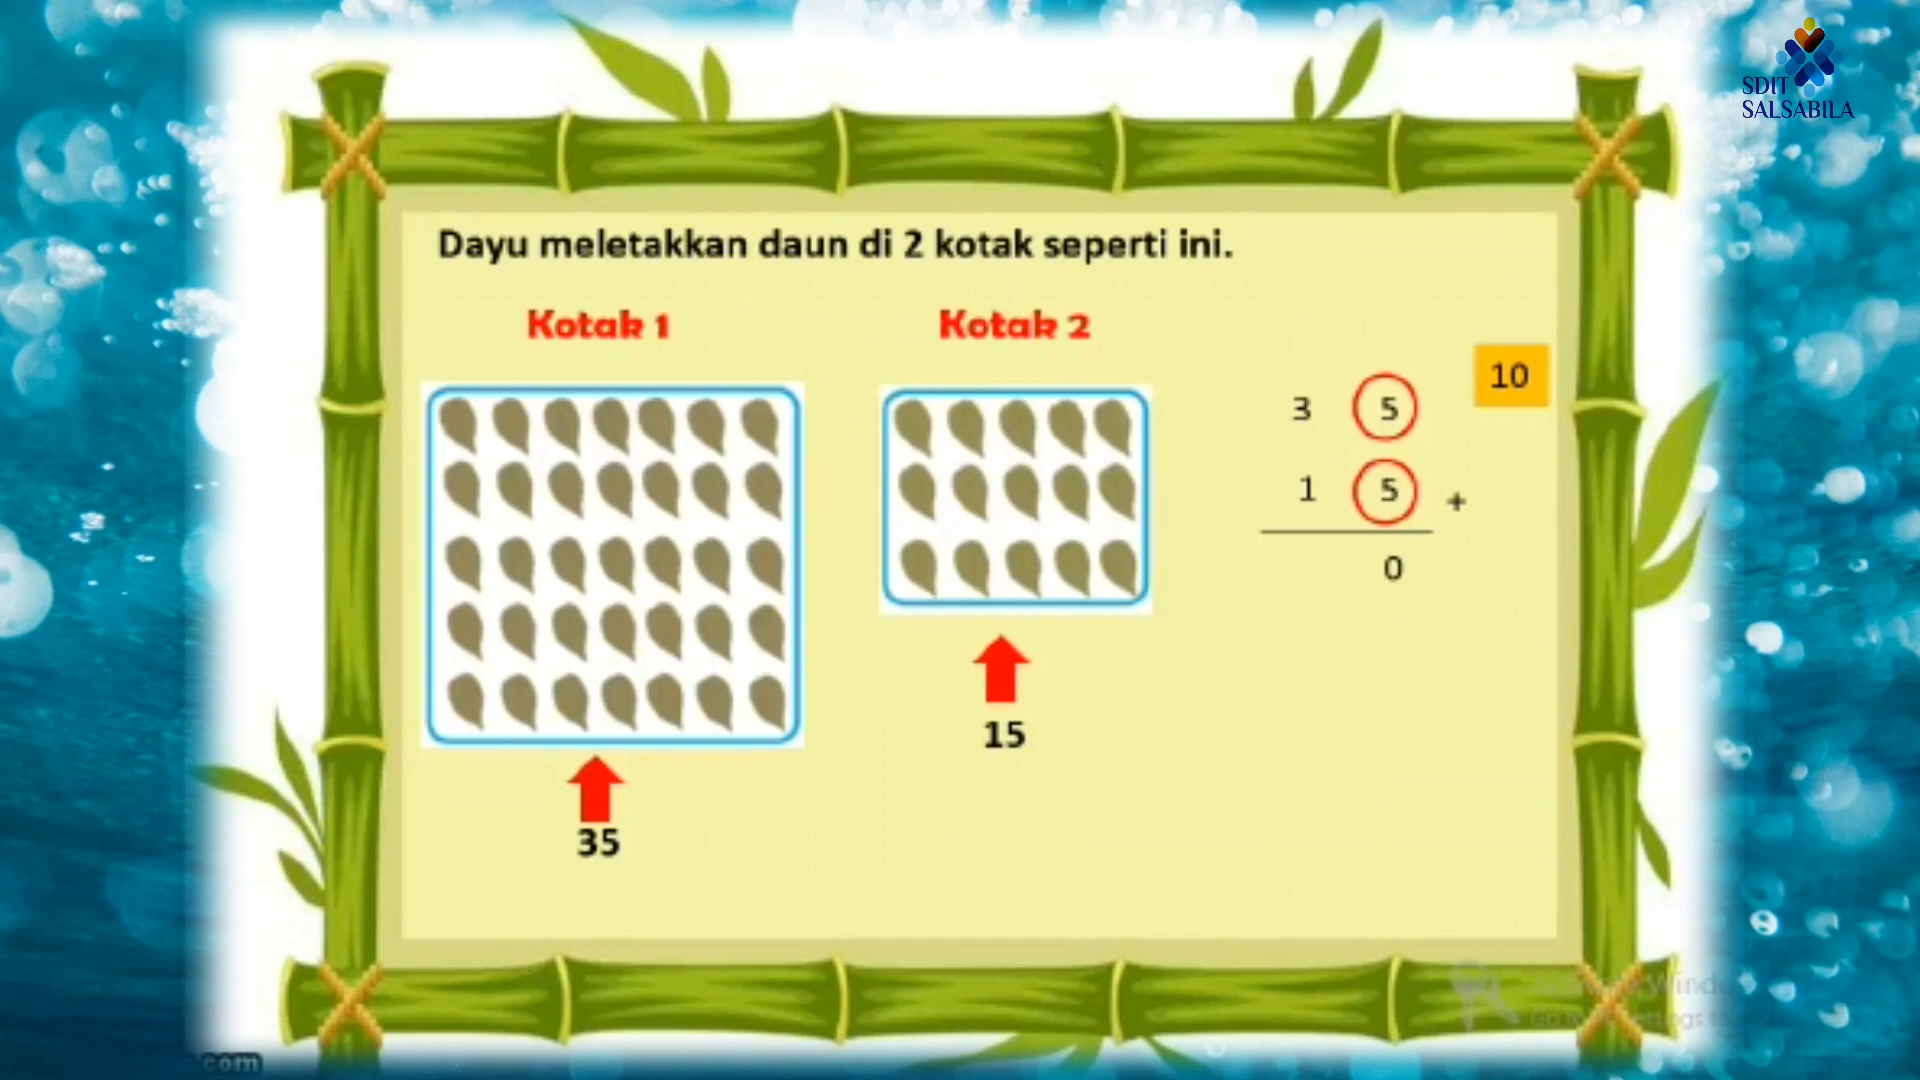 SDIT
SALSABILA
Dayu meletakkan daun di 2 kotak seperti ini.
Kotak 1
Kotak 2
10
3 5
1 5 +
0
15
35
com